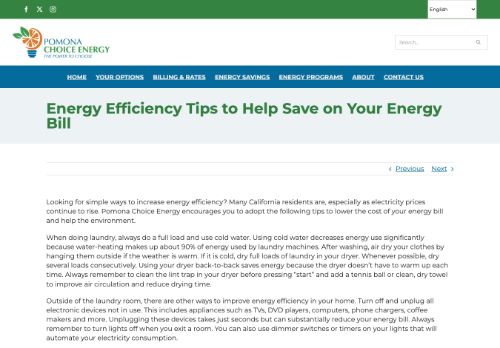 English
POMONA
CHOICE ENERGY
THE POWER TO CHOOSE
Search...
HOME YOUR OPTIONS BILLING & RATES ENERGY SAVINGS ENERGY PROGRAMS ABOUT CONTACT US
Energy Efficiency Tips to Help Save on Your Energy
Bill
Previous Next
Looking for simple ways to increase energy efficiency? Many California residents are, especially as electricity prices
continue to rise. Pomona Choice Energy encourages you to adopt the following tips to lower the cost of your energy bill
and help the environment.
When doing laundry, always do a full load and use cold water. Using cold water decreases energy use significantly
because water-heating makes up about 90% of energy used by laundry machines. After washing, air dry your clothes by
hanging them outside if the weather is warm. If it is cold, dry full loads of laundry in your dryer. Whenever possible, dry
several loads consecutively. Using your dryer back-to-back saves energy because the dryer doesn't have to warm up each
time. Always remember to clean the lint trap in your dryer before pressing "start" and add a tennis ball or clean, dry towel
to improve air circulation and reduce drying time.
Outside of the laundry room, there are other ways to improve energy efficiency in your home. Turn off and unplug all
electronic devices not in use. This includes appliances such as TVs, DVD players, computers, phone chargers, coffee
makers and more. Unplugging these devices takes just seconds but can substantially reduce your energy bill. Always
remember to turn lights off when you exit a room. You can also use dimmer switches or timers on your lights that will
automate your electricity consumption.